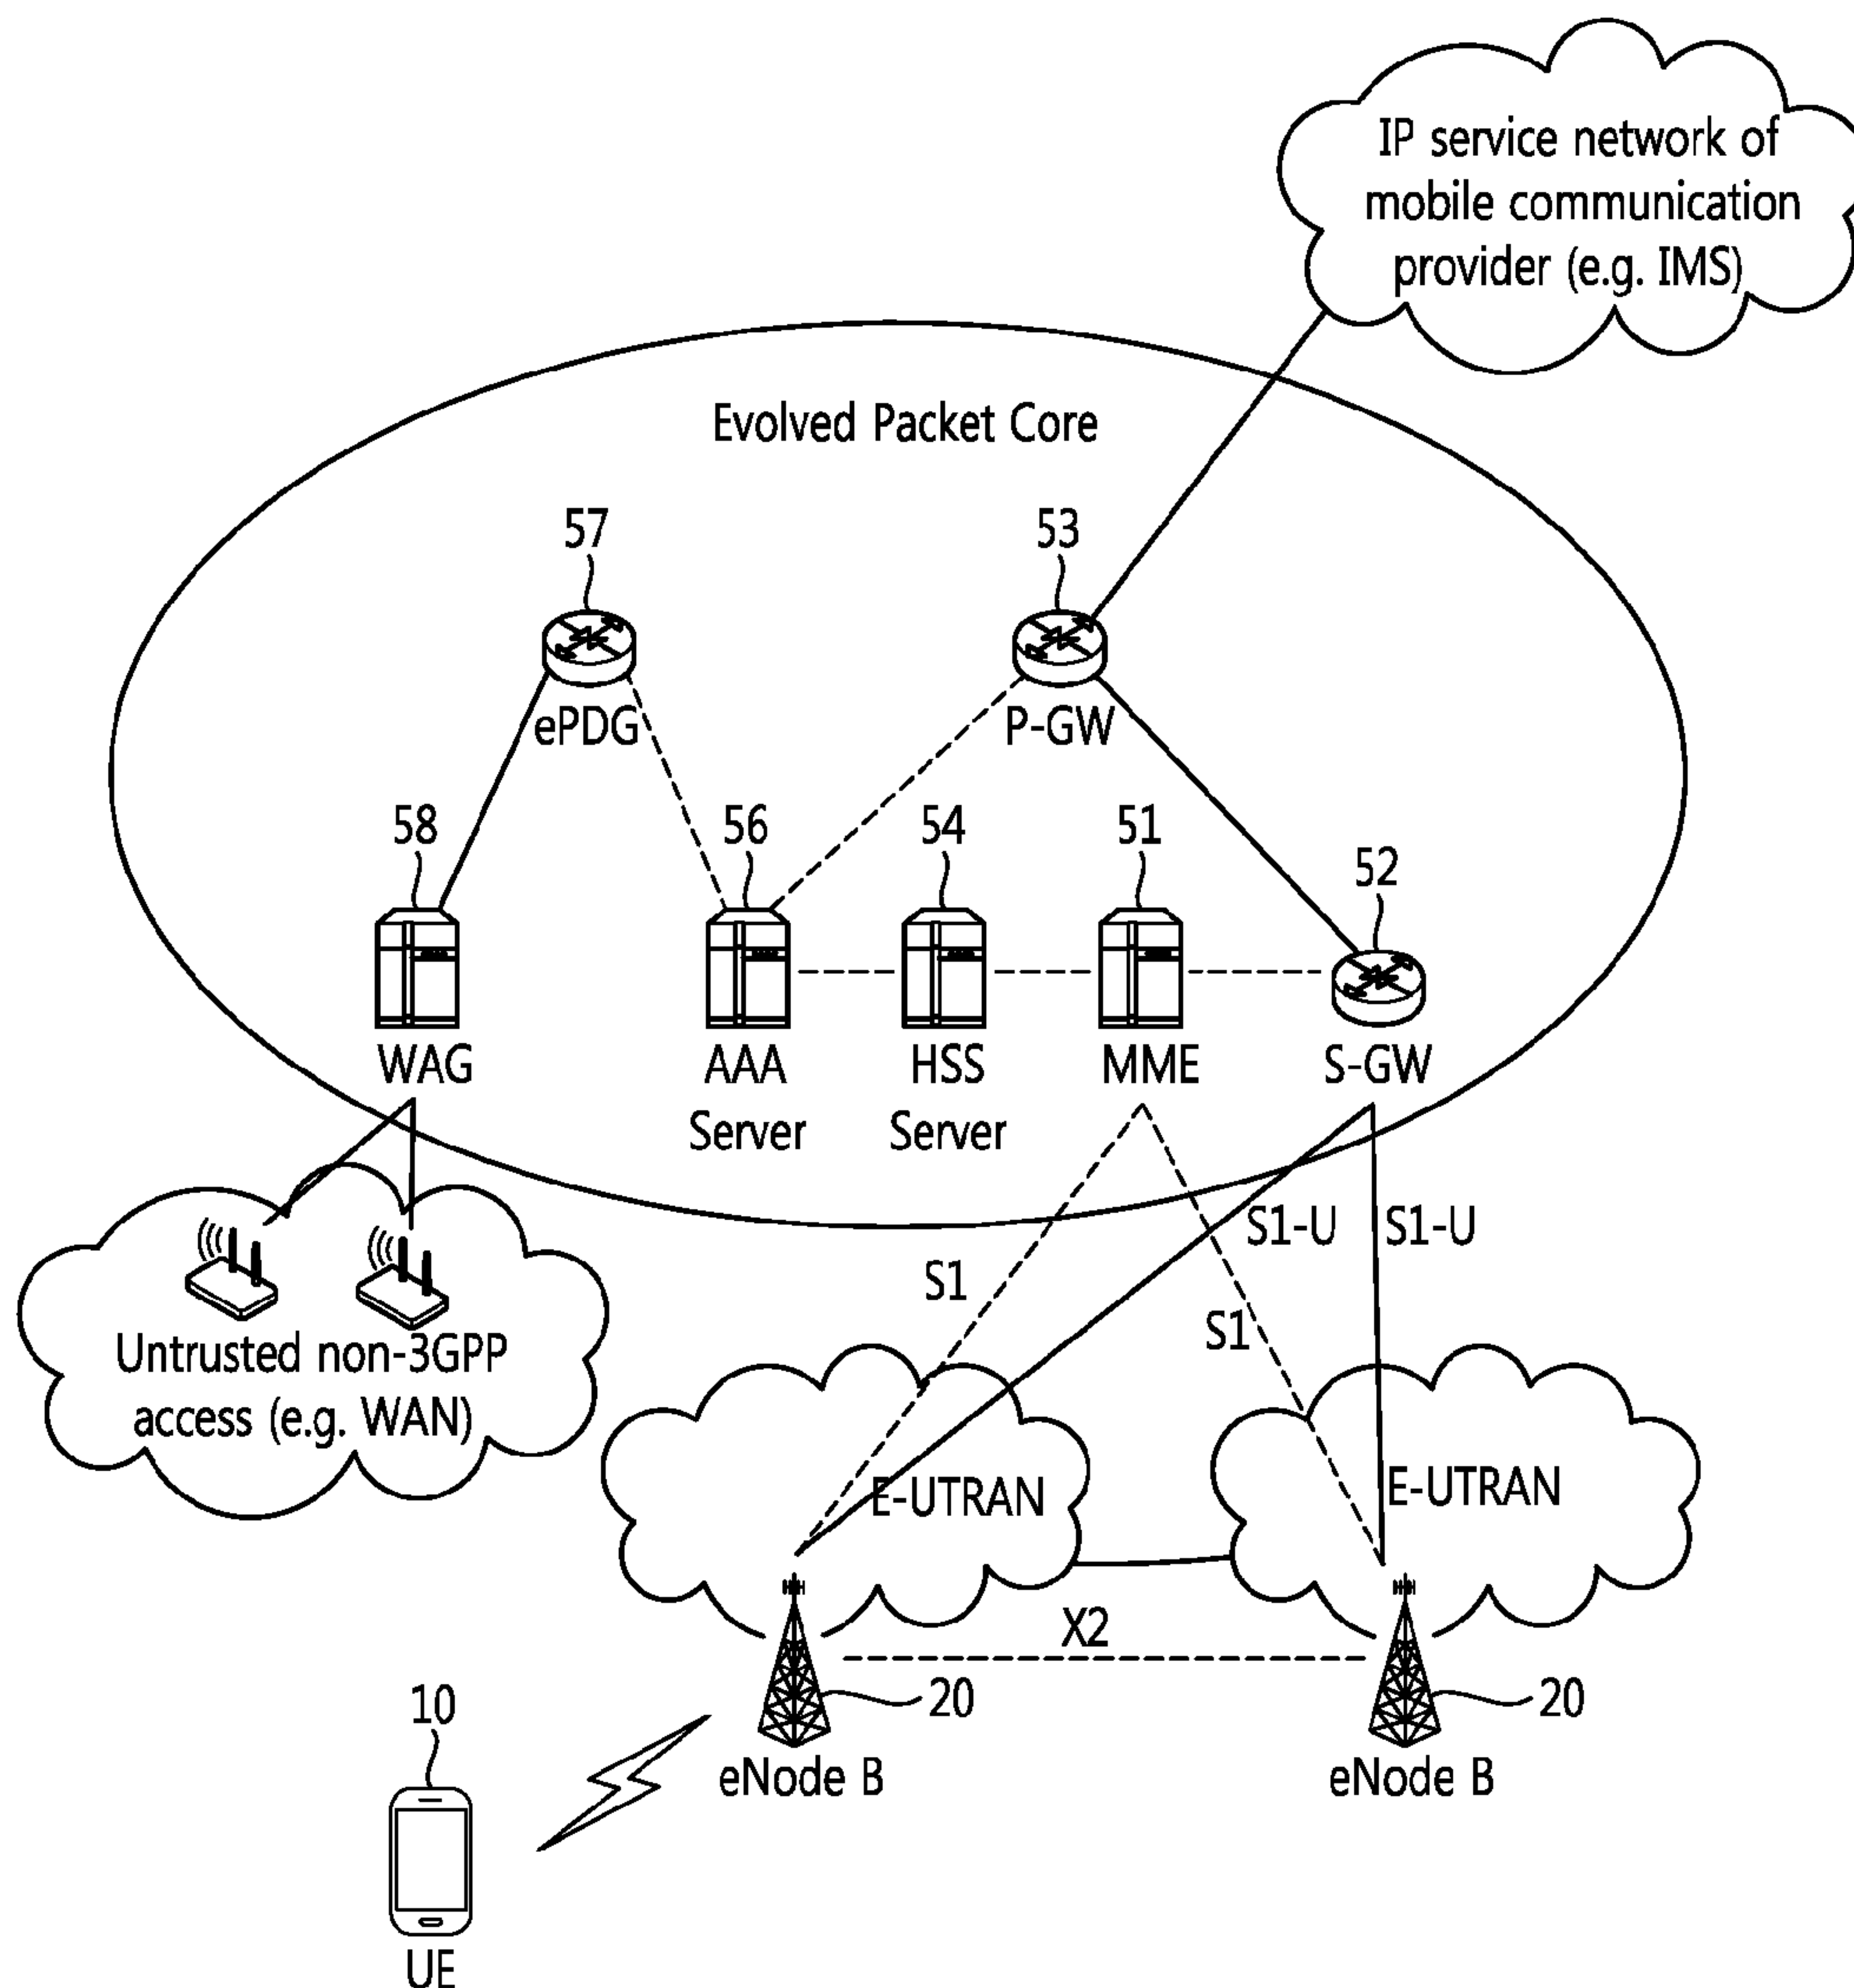 IP service network of
mobile communication
provider (e.g. IMS)
Evolved Packet Core
57
53
ePDG
P-GW
58
56
54
51
52
WAG
AAA
Server
HSS
Server
MME
S-GW
S1-U
S1-U
S1
S1
Untrusted non-3GPP
access (e.g. WAN)
E-UTRAN
E-UTRAN
X2
20
20
eNode B
eNode B
10
UE